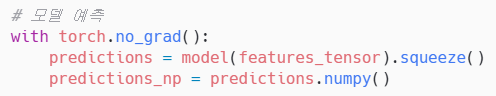 # 모델 예측
with torch.no_grad():
    predictions = model(features_tensor).squeeze()
    predictions_np = predictions.numpy()